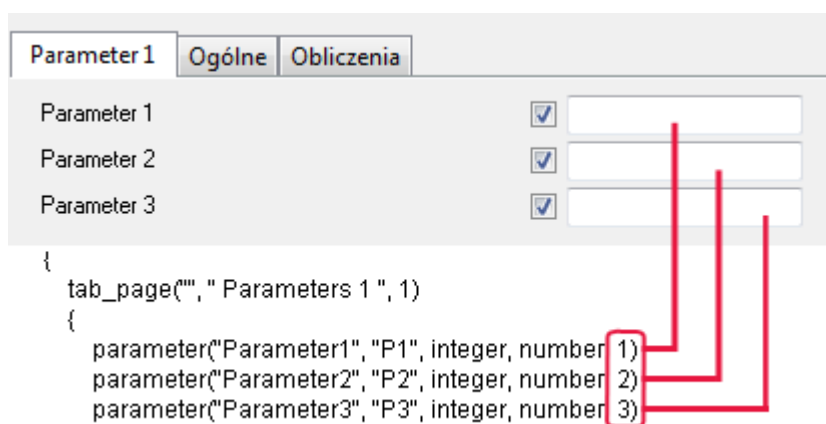 Parameter 1 Ogólne Obliczenia
Parameter 1
Parameter 2
Parameter 3
{
tab_page("", " Parameters 1 ", 1)
{
parameter("Parameter1", "P1", integer, number 1)
parameter("Parameter2", "P2", integer, number 2)
parameter("Parameter3", "P3", integer, number 3)